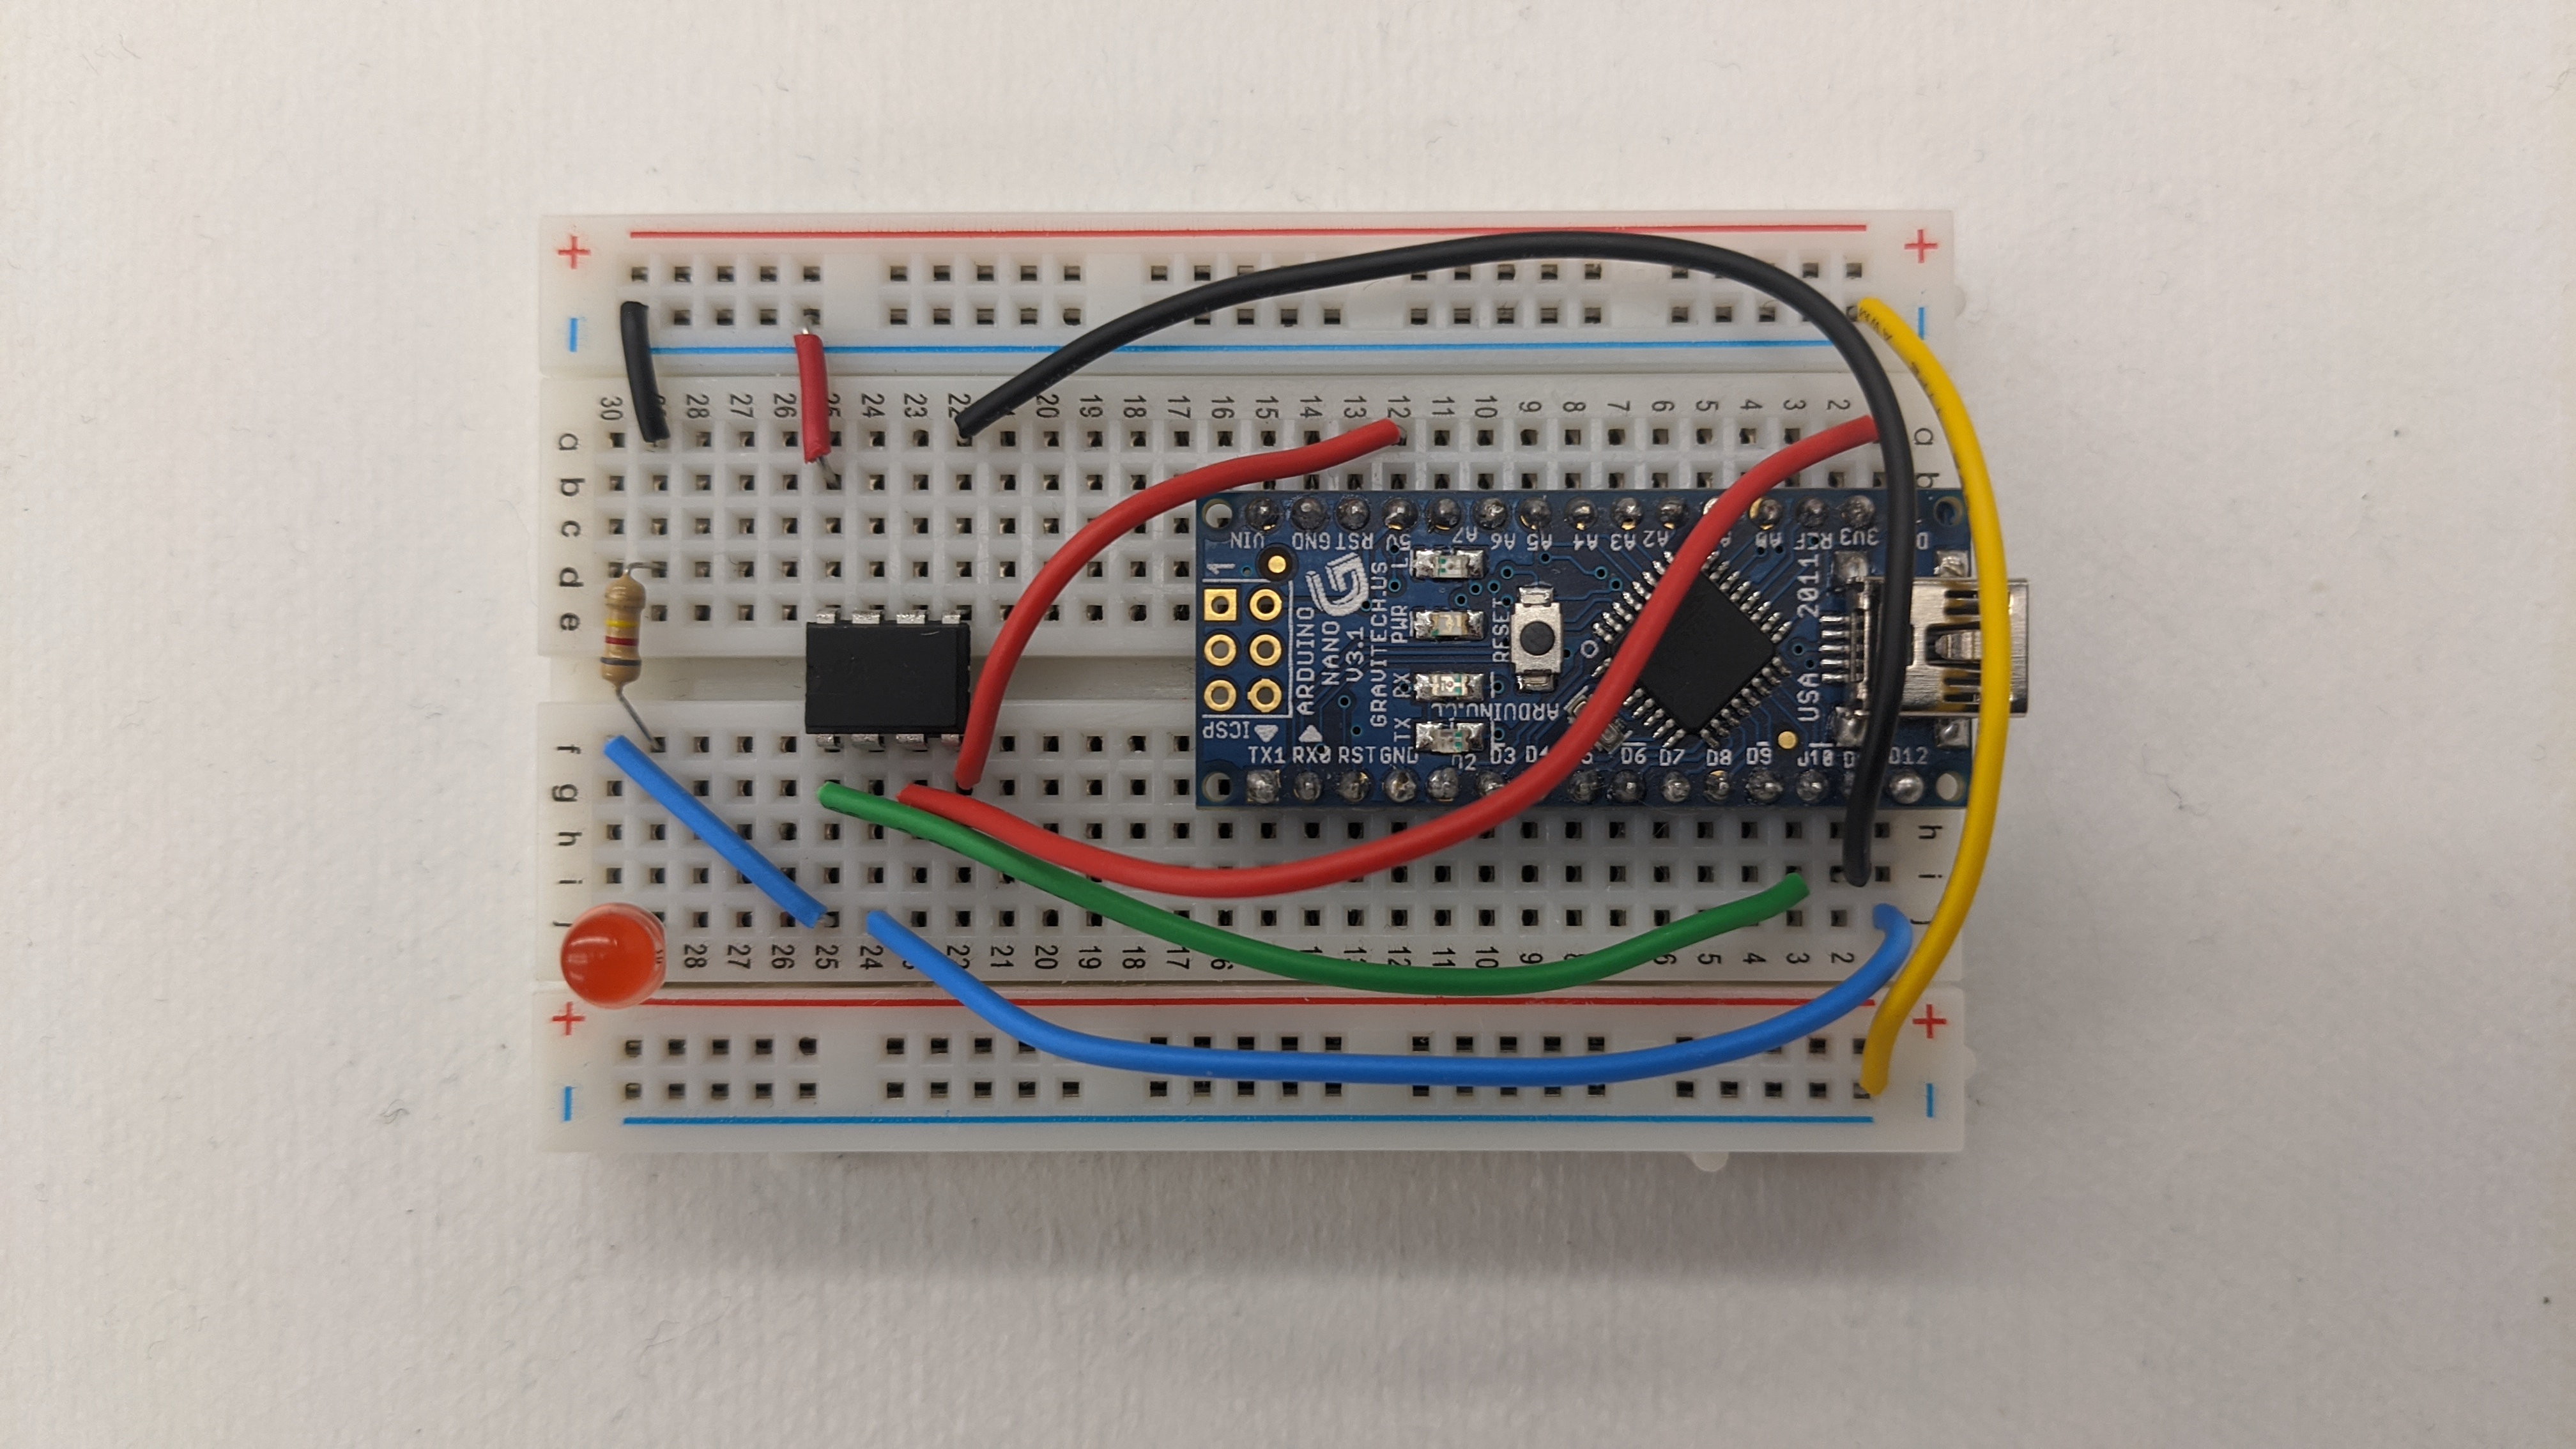 + +
− −
30 28 27 26 25 24 23 22 20 19 18 17 16 15 14 13 12 11 10 9 8 7 6 5 4 3 2
a a
b b
c
d
e
VIN GND RST 5V A7 A6 A5 A4 A3 A2 3V3
1
ARDUINO
NANO
V3.1
GRAVITECH.US
L
PWR
RX
TX
RESET
ARDUINO.CC
USA 2011
ICSP
TX1 RX0 RST GND D2 D3 D4 D6 D7 D8 D9 D10 D12
f
g
h h
i i
j j
28 27 26 25 24 22 21 20 19 18 17 12 11 10 9 5 4 3 2
+ +
− −